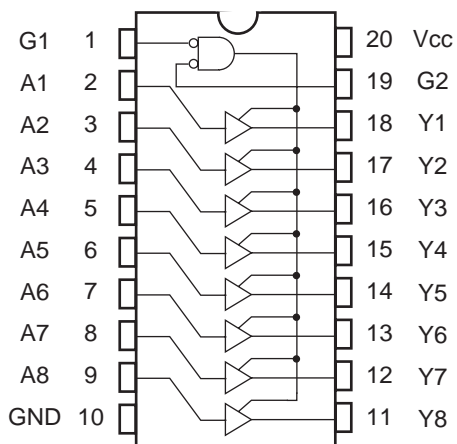 G1 1 20 Vcc
A1 2 19 G2
A2 3 18 Y1
A3 4 17 Y2
A4 5 16 Y3
A5 6 15 Y4
A6 7 14 Y5
A7 8 13 Y6
A8 9 12 Y7
GND 10 11 Y8